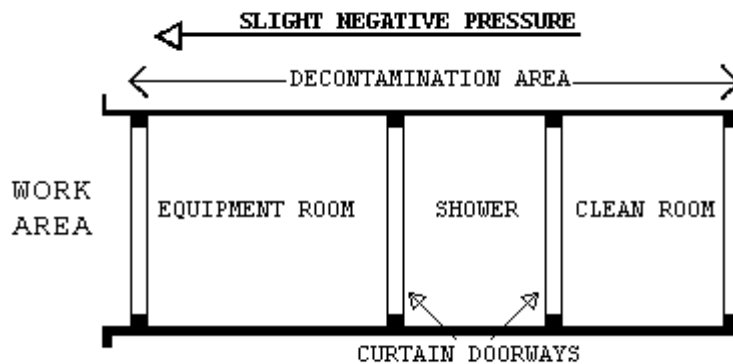 SLIGHT NEGATIVE PRESSURE
DECONTAMINATION AREA
WORK
AREA
EQUIPMENT ROOM
SHOWER
CLEAN ROOM
CURTAIN DOORWAYS